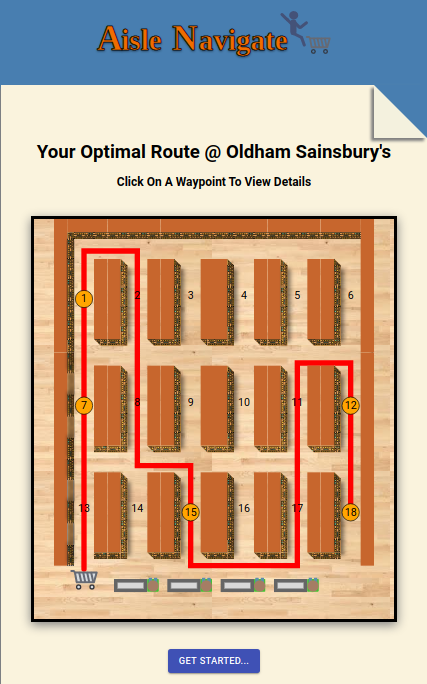 Aisle Navigate
Your Optimal Route @ Oldham Sainsbury's
Click On A Waypoint To View Details
1 2 3 4 5 6
7 8 9 10 11 12
13 14 15 16 17 18
GET STARTED...